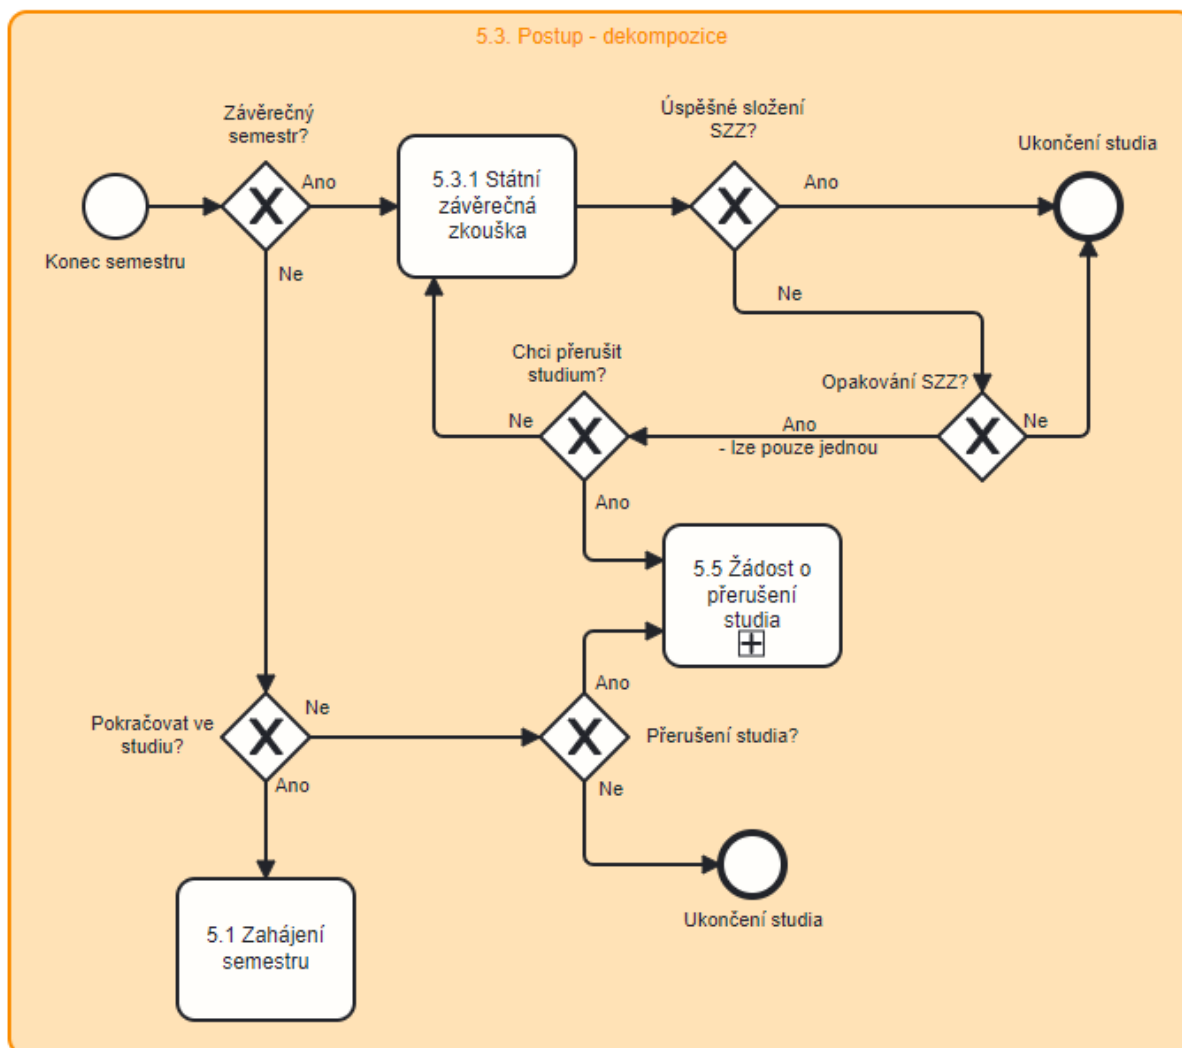 5.3. Postup - dekompozice
Závěrečný
semestr?
Úspěšné složení
SZZ?
Ukončení studia
Ano
5.3.1 Státní
závěrečná
zkouška
Ano
Konec semestru
Ne
Ne
Chci přerušit
studium?
Opakování SZZ?
Ne
Ano
- lze pouze jednou
Ne
Ano
5.5 Žádost o
přerušení
studia
Ano
Pokračovat ve
studiu?
Ne
Přerušení studia?
Ano
Ne
5.1 Zahájení
semestru
Ukončení studia